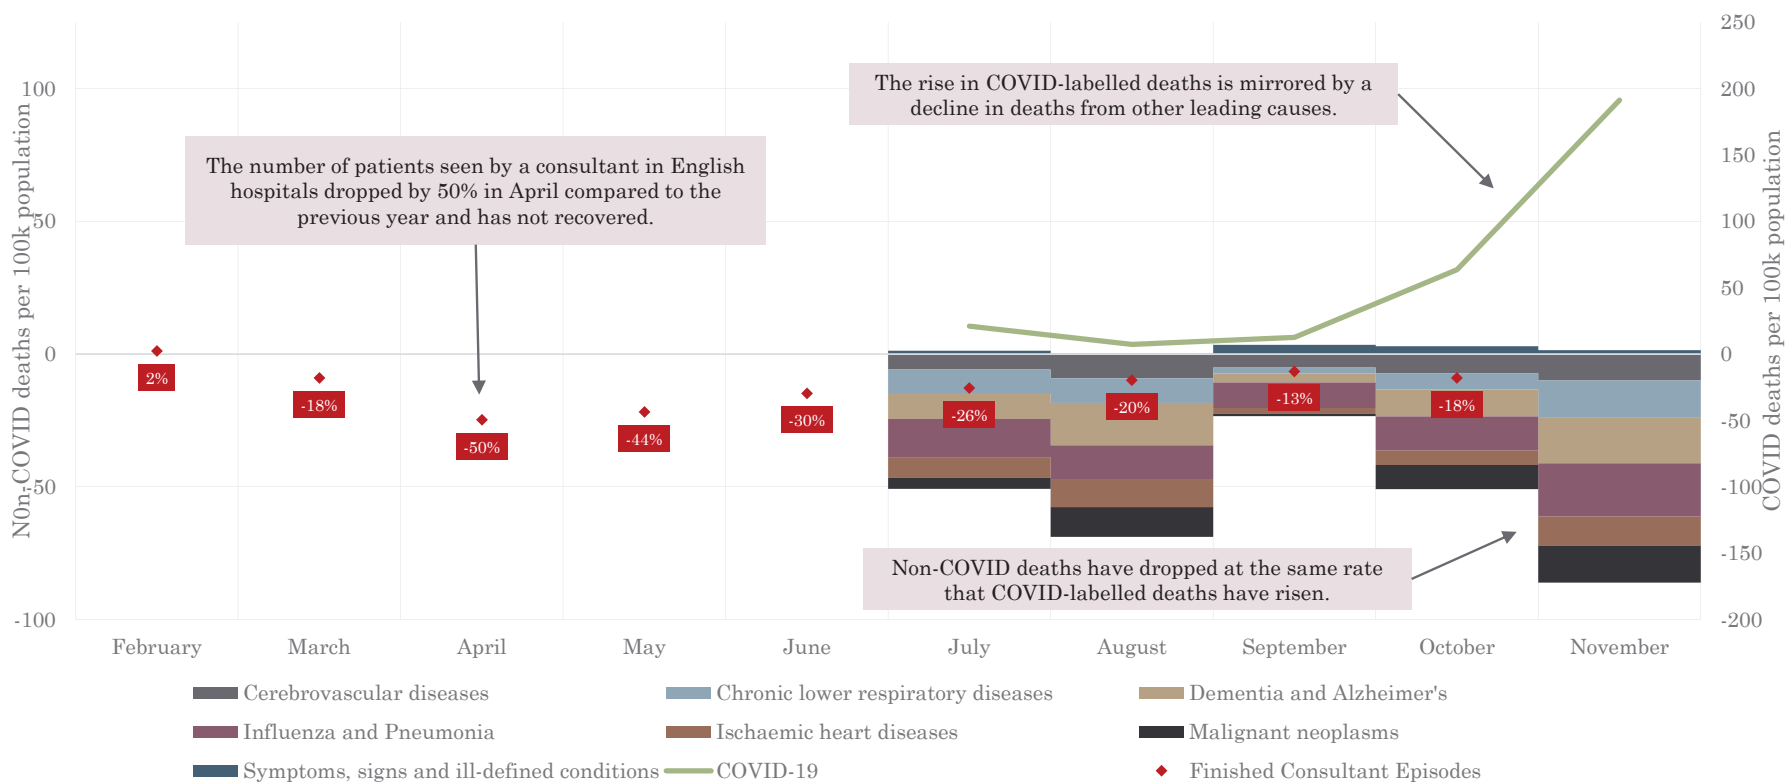 250
100
200
150
50
100
50
0
0
-50
-50
-100
-150
-100
-200
N0n-COVID deaths per 100k population
COVID deaths per 100k population
The rise in COVID-labelled deaths is mirrored by a
decline in deaths from other leading causes.
The number of patients seen by a consultant in English
hospitals dropped by 50% in April compared to the
previous year and has not recovered.
2%
-18%
-50%
-44%
-30%
-26%
-20%
-13%
-18%
Non-COVID deaths have dropped at the same rate
that COVID-labelled deaths have risen.
February March April May June July August September October November
Cerebrovascular diseases Chronic lower respiratory diseases Dementia and Alzheimer's
Influenza and Pneumonia Ischaemic heart diseases Malignant neoplasms
Symptoms, signs and ill-defined conditions COVID-19 Finished Consultant Episodes